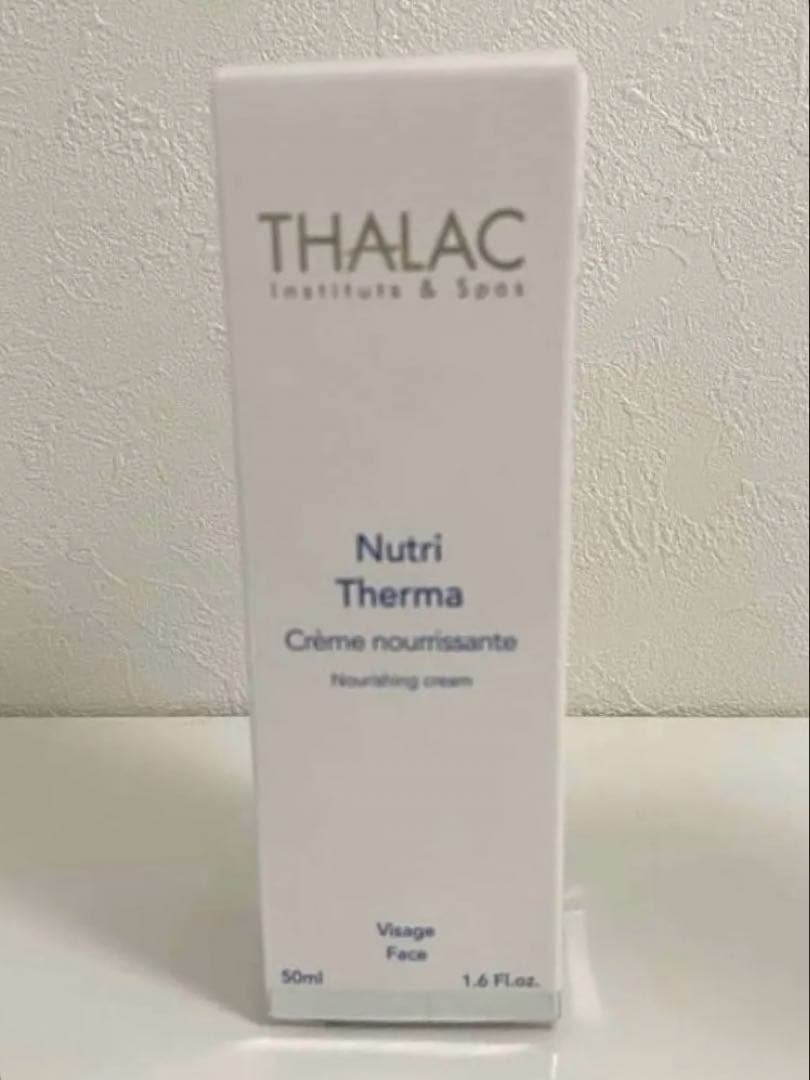 THALAC
Instituts & Spas
Nutri
Therma
Crème nourrissante
Nourishing cream
Visage
Face
50ml 1.6 Fl.oz.